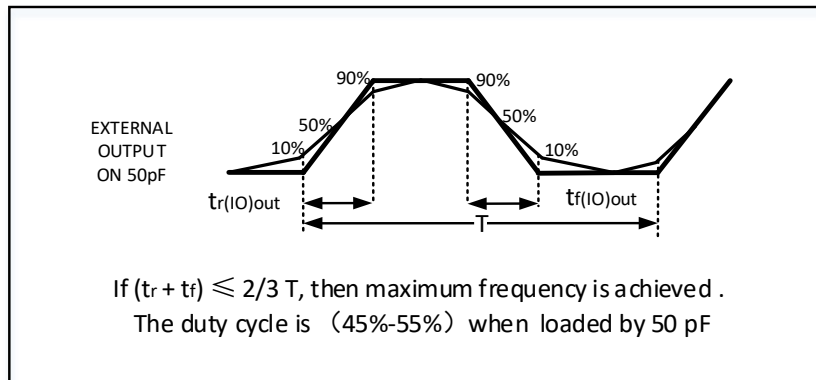 90%
90%
EXTERNAL
OUTPUT
ON 50pF
50%
50%
10%
10%
tr(IO)out
tf(IO)out
T
If (tr + tf) ≤ 2/3 T, then maximum frequency is achieved .
The duty cycle is （45%-55%）when loaded by 50 pF